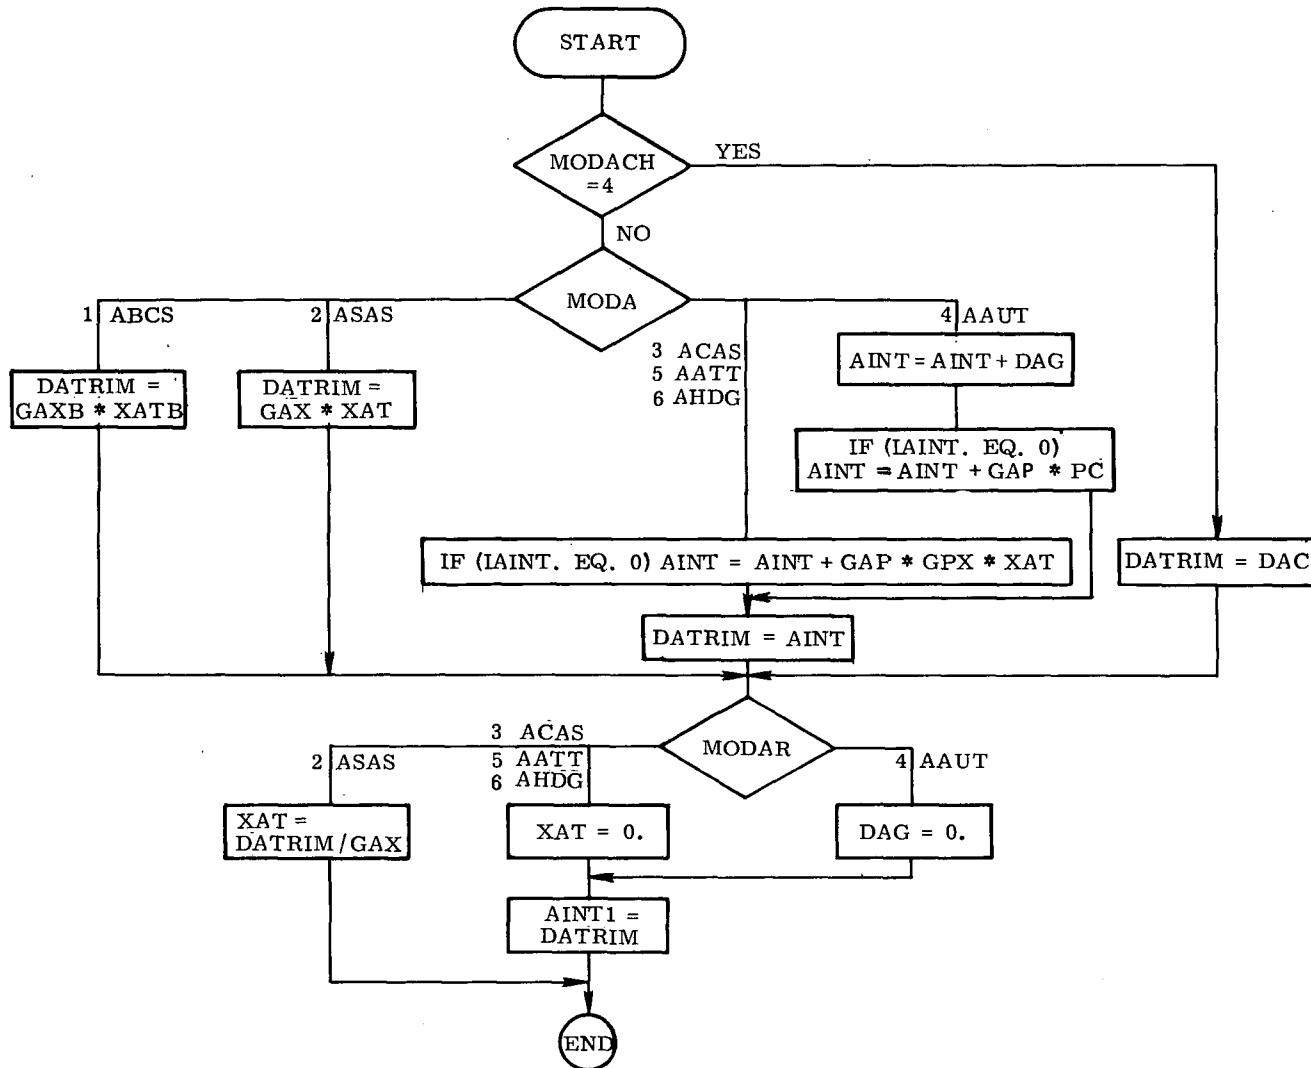 START
MODACH
=4
YES
NO
MODA
1 ABCS
2 ASAS
3 ACAS
5 AATT
6 AHDG
4 AAUT
DATRIM =
GAXB * XATB
DATRIM =
GAX * XAT
AINT = AINT + DAG
IF (IAINT. EQ. 0)
AINT = AINT + GAP * PC
IF (IAINT. EQ. 0) AINT = AINT + GAP * GPX * XAT
DATRIM = DAC
DATRIM = AINT
MODAR
2 ASAS
3 ACAS
5 AATT
6 AHDG
4 AAUT
XAT =
DATRIM/GAX
XAT = 0.
DAG = 0.
AINT1 =
DATRIM
END